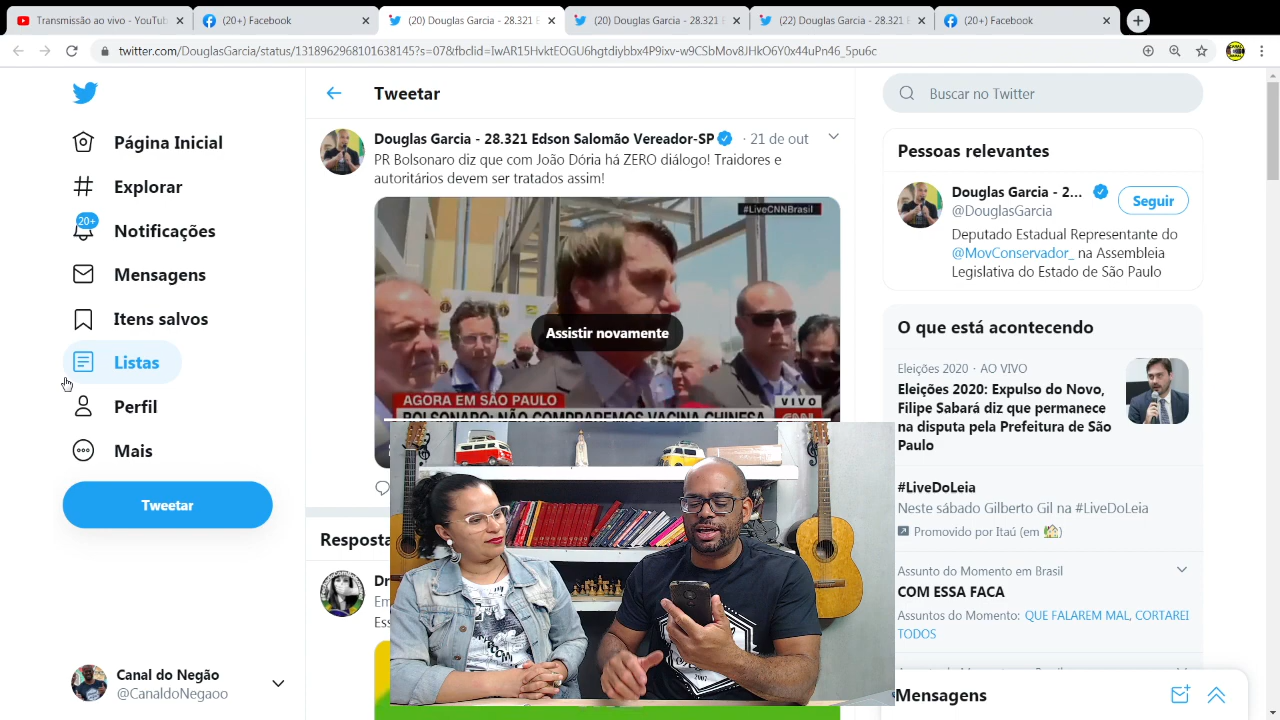 Transmissão ao vivo - YouTub
(20+) Facebook
(20) Douglas Garcia - 28.321 E
(20) Douglas Garcia - 28.321 E
(22) Douglas Garcia - 28.321 E
(20+) Facebook
twitter.com/DouglasGarcia/status/1318962968101638145?s=07&fbclid=IwAR15HvktEOGU6hgtdiybbx4P9ixv-w9CSbMov8JHkO6Y0x44uPn46_5pu6c
Página Inicial
Explorar
20+
Notificações
Mensagens
Itens salvos
Listas
Perfil
Mais
Tweetar
Canal do Negão
@CanaldoNegaoo
Tweetar
Douglas Garcia - 28.321 Edson Salomão Vereador-SP · 21 de out
PR Bolsonaro diz que com João Dória há ZERO diálogo! Traidores e
autoritários devem ser tratados assim!
#LiveCNNBrasil
Assistir novamente
AGORA EM SÃO PAULO
VIVO
BOLSONARO: NÃO COMPRAREMOS VACINA CHINESA
CNN
Resposta
Dr
Em
Ess
Buscar no Twitter
Pessoas relevantes
Douglas Garcia - 2...
@DouglasGarcia
Seguir
Deputado Estadual Representante do
@MovConservador_ na Assembleia
Legislativa do Estado de São Paulo
O que está acontecendo
Eleições 2020 · AO VIVO
Eleições 2020: Expulso do Novo,
Filipe Sabará diz que permanece
na disputa pela Prefeitura de São
Paulo
#LiveDoLeia
Neste sábado Gilberto Gil na #LiveDoLeia
Promovido por Itaú (em 🏡)
Assunto do Momento em Brasil
COM ESSA FACA
Assuntos do Momento: QUE FALAREM MAL, CORTAREI
TODOS
Mensagens